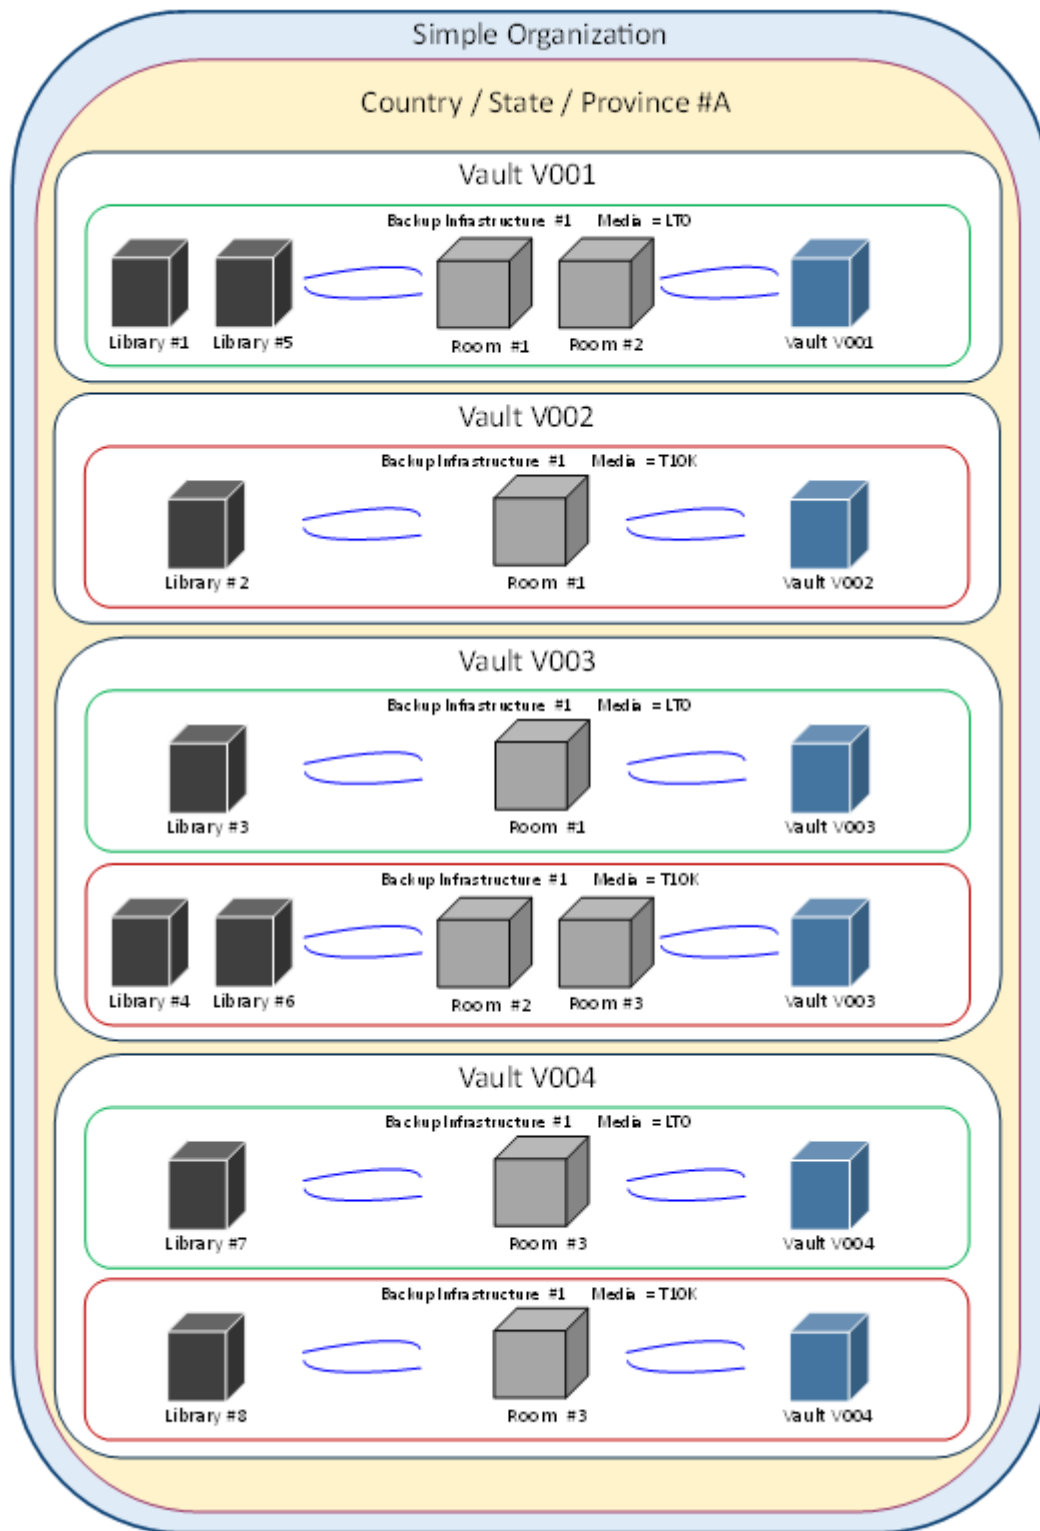 Simple Organization
Country / State / Province #A
Vault V001
Backup Infrastructure #1 Media = LTO
Library #1 Library #5 Room #1 Room #2 Vault V001
Vault V002
Backup Infrastructure #1 Media = T10K
Library #2 Room #1 Vault V002
Vault V003
Backup Infrastructure #1 Media = LTO
Library #3 Room #1 Vault V003
Backup Infrastructure #1 Media = T10K
Library #4 Library #6 Room #2 Room #3 Vault V003
Vault V004
Backup Infrastructure #1 Media = LTO
Library #7 Room #3 Vault V004
Backup Infrastructure #1 Media = T10K
Library #8 Room #3 Vault V004